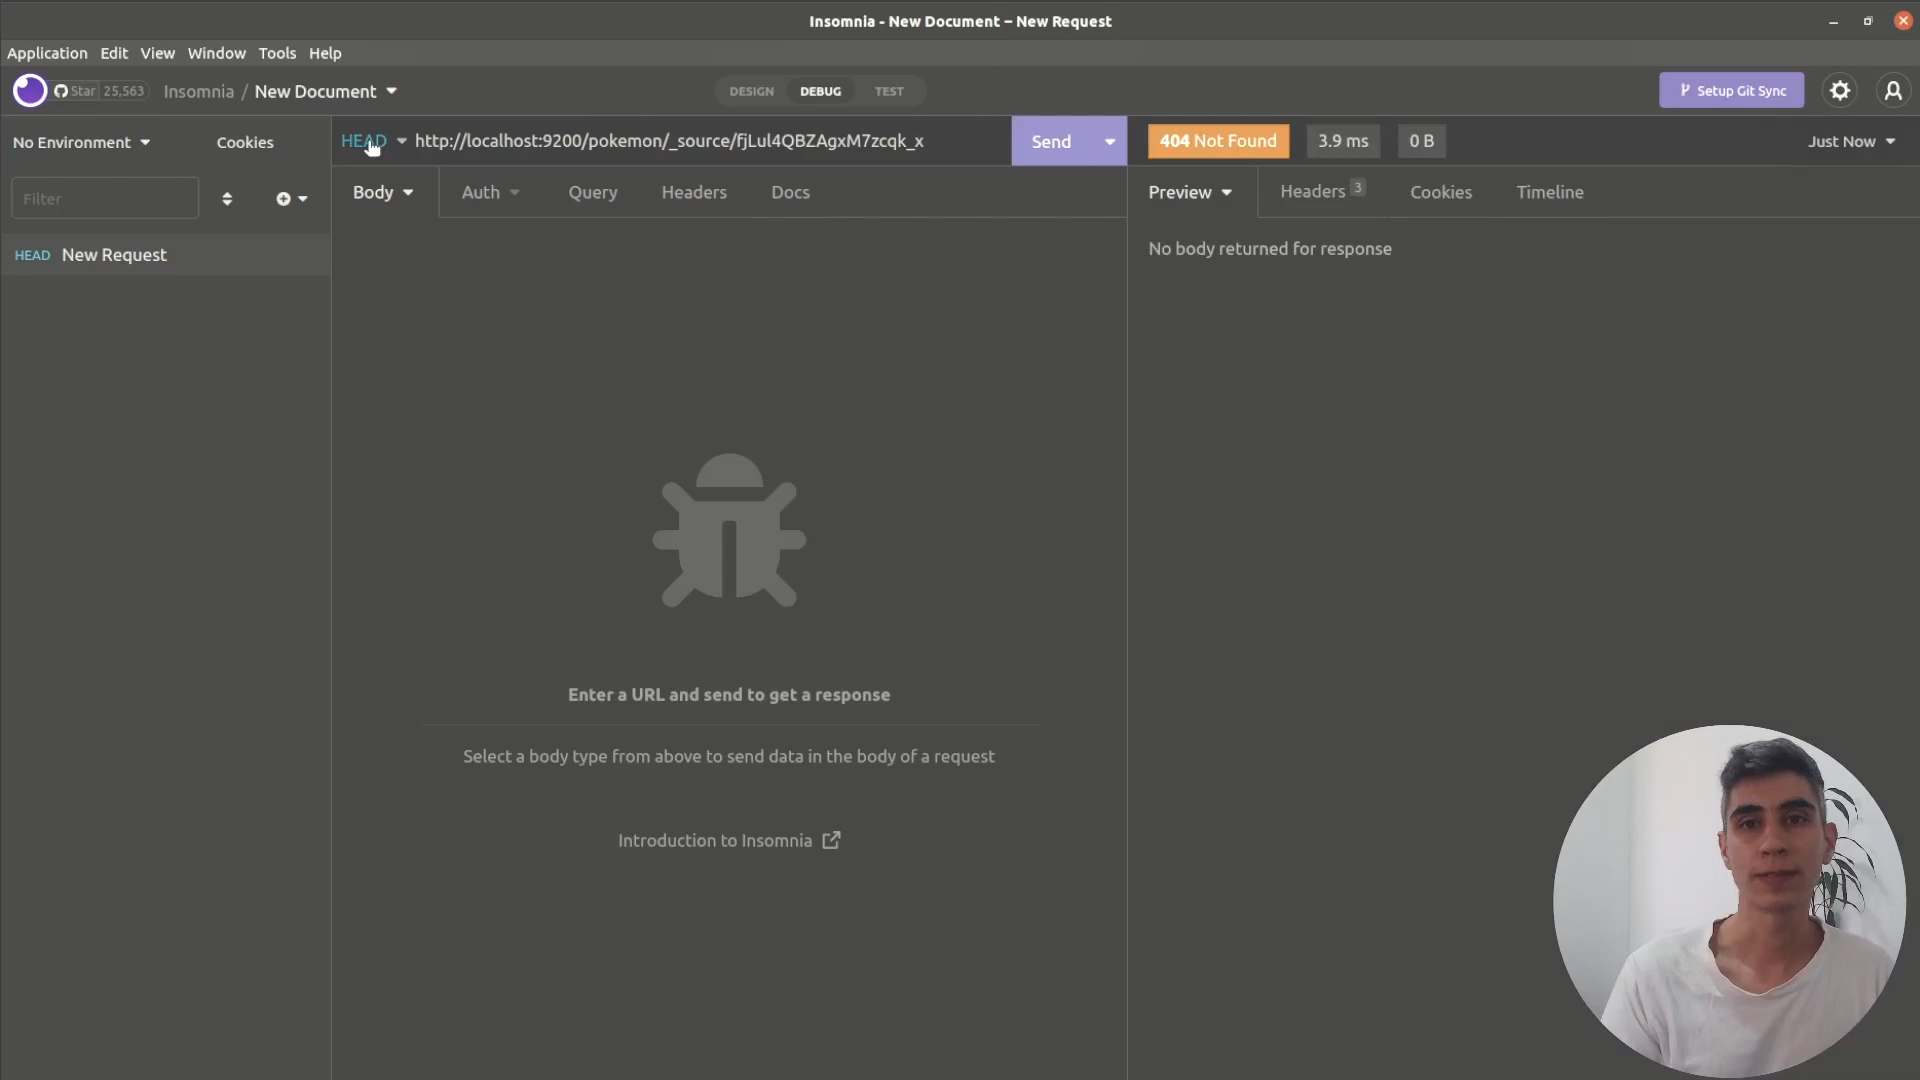 Insomnia - New Document – New Request
Application Edit View Window Tools Help
Star 25,563 Insomnia / New Document
DESIGN DEBUG TEST
Setup Git Sync
No Environment Cookies
HEAD http://localhost:9200/pokemon/_source/fjLul4QBZAgxM7zcqk_x Send
404 Not Found 3.9 ms 0 B Just Now
Filter
Body Auth Query Headers Docs
Preview Headers 3 Cookies Timeline
HEAD New Request
No body returned for response
Enter a URL and send to get a response
Select a body type from above to send data in the body of a request
Introduction to Insomnia